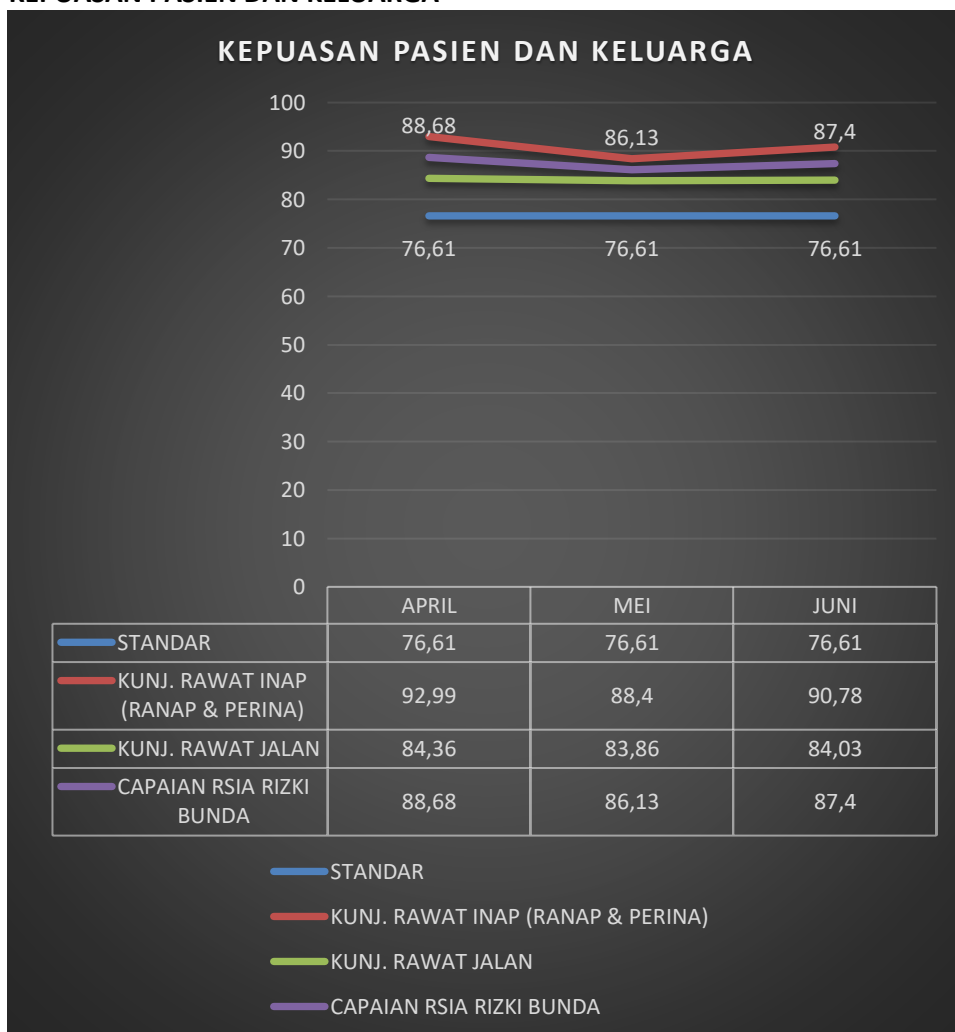 KEPUASAN PASIEN DAN KELUARGA
KEPUASAN PASIEN DAN KELUARGA
100
90
80
70
60
50
40
30
20
10
0
88,68 86,13 87,4
76,61 76,61 76,61
APRIL MEI JUNI
STANDAR 76,61 76,61 76,61
KUNJ. RAWAT INAP
(RANAP & PERINA) 92,99 88,4 90,78
KUNJ. RAWAT JALAN 84,36 83,86 84,03
CAPAIAN RSIA RIZKI
BUNDA 88,68 86,13 87,4
STANDAR
KUNJ. RAWAT INAP (RANAP & PERINA)
KUNJ. RAWAT JALAN
CAPAIAN RSIA RIZKI BUNDA